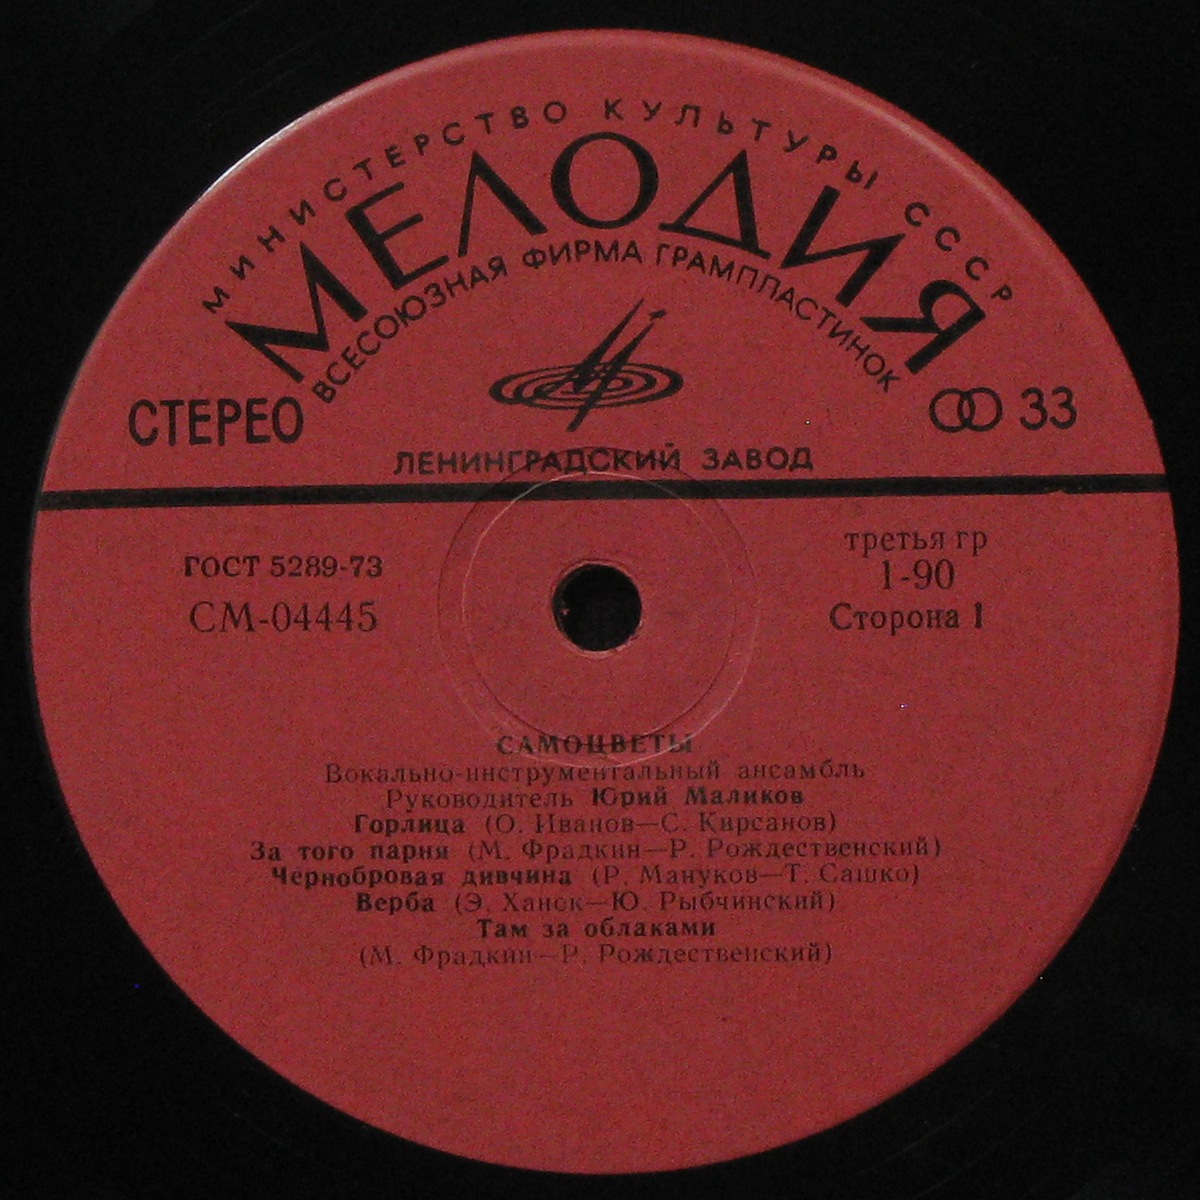 МИНИСТЕРСТВО КУЛЬТУРЫ СССР
МЕЛОДИЯ
ВСЕСОЮЗНАЯ ФИРМА ГРАМПЛАСТИНОК
СТЕРЕО
33
ЛЕНИНГРАДСКИЙ ЗАВОД
ГОСТ 5289-73
СМ-04445
третья гр
1-90
Сторона 1
САМОЦВЕТЫ
Вокально-инструментальный ансамбль
Руководитель Юрий Маликов
Горлица (О. Иванов—С. Кирсанов)
За того парня (М. Фрадкин—Р. Рождественский)
Чернобровая дивчина (Р. Мануков—Т. Сашко)
Верба (Э. Ханок—Ю. Рыбчинский)
Там за облаками
(М. Фрадкин—Р. Рождественский)